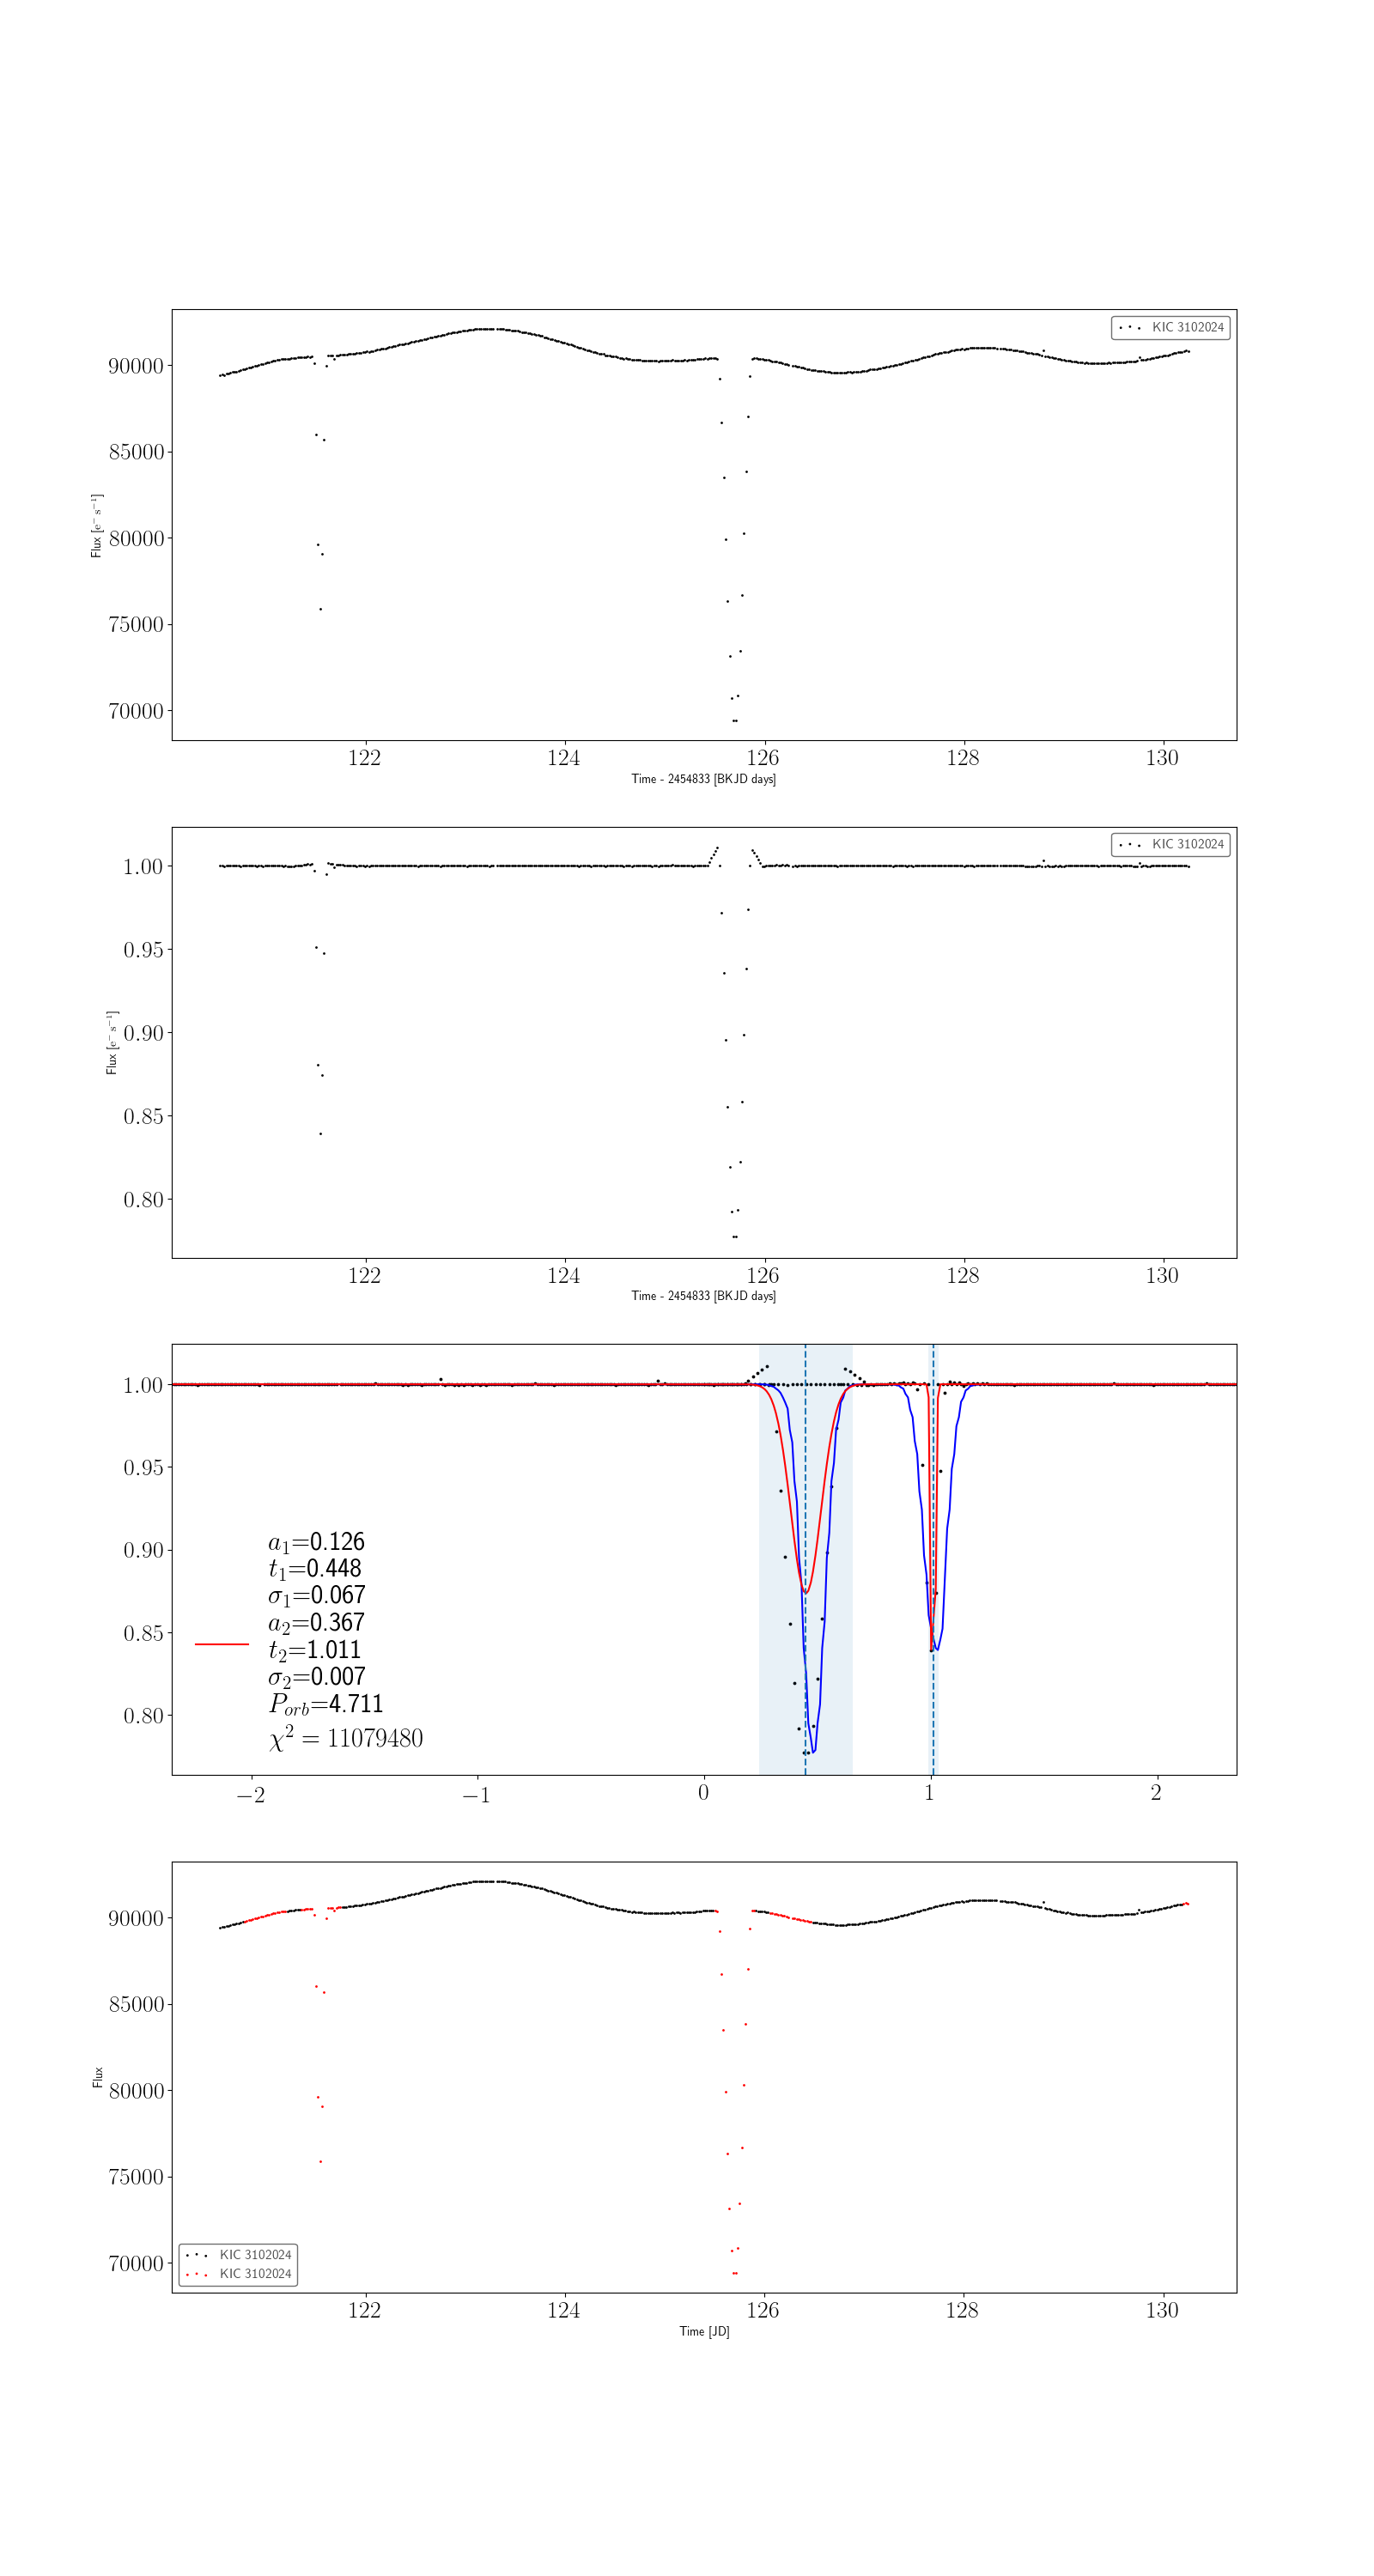 KIC 3102024
90000
85000
80000
75000
70000
Flux [e⁻ s⁻¹]
122 124 126 128 130
Time - 2454833 [BKJD days]
KIC 3102024
1.00
0.95
0.90
0.85
0.80
Flux [e⁻ s⁻¹]
122 124 126 128 130
Time - 2454833 [BKJD days]
1.00
0.95
0.90
0.85
0.80
a₁=0.126
t₁=0.448
σ₁=0.067
a₂=0.367
t₂=1.011
σ₂=0.007
P_orb=4.711
χ² = 11079480
−2 −1 0 1 2
90000
85000
80000
75000
70000
Flux
KIC 3102024
KIC 3102024
122 124 126 128 130
Time [JD]